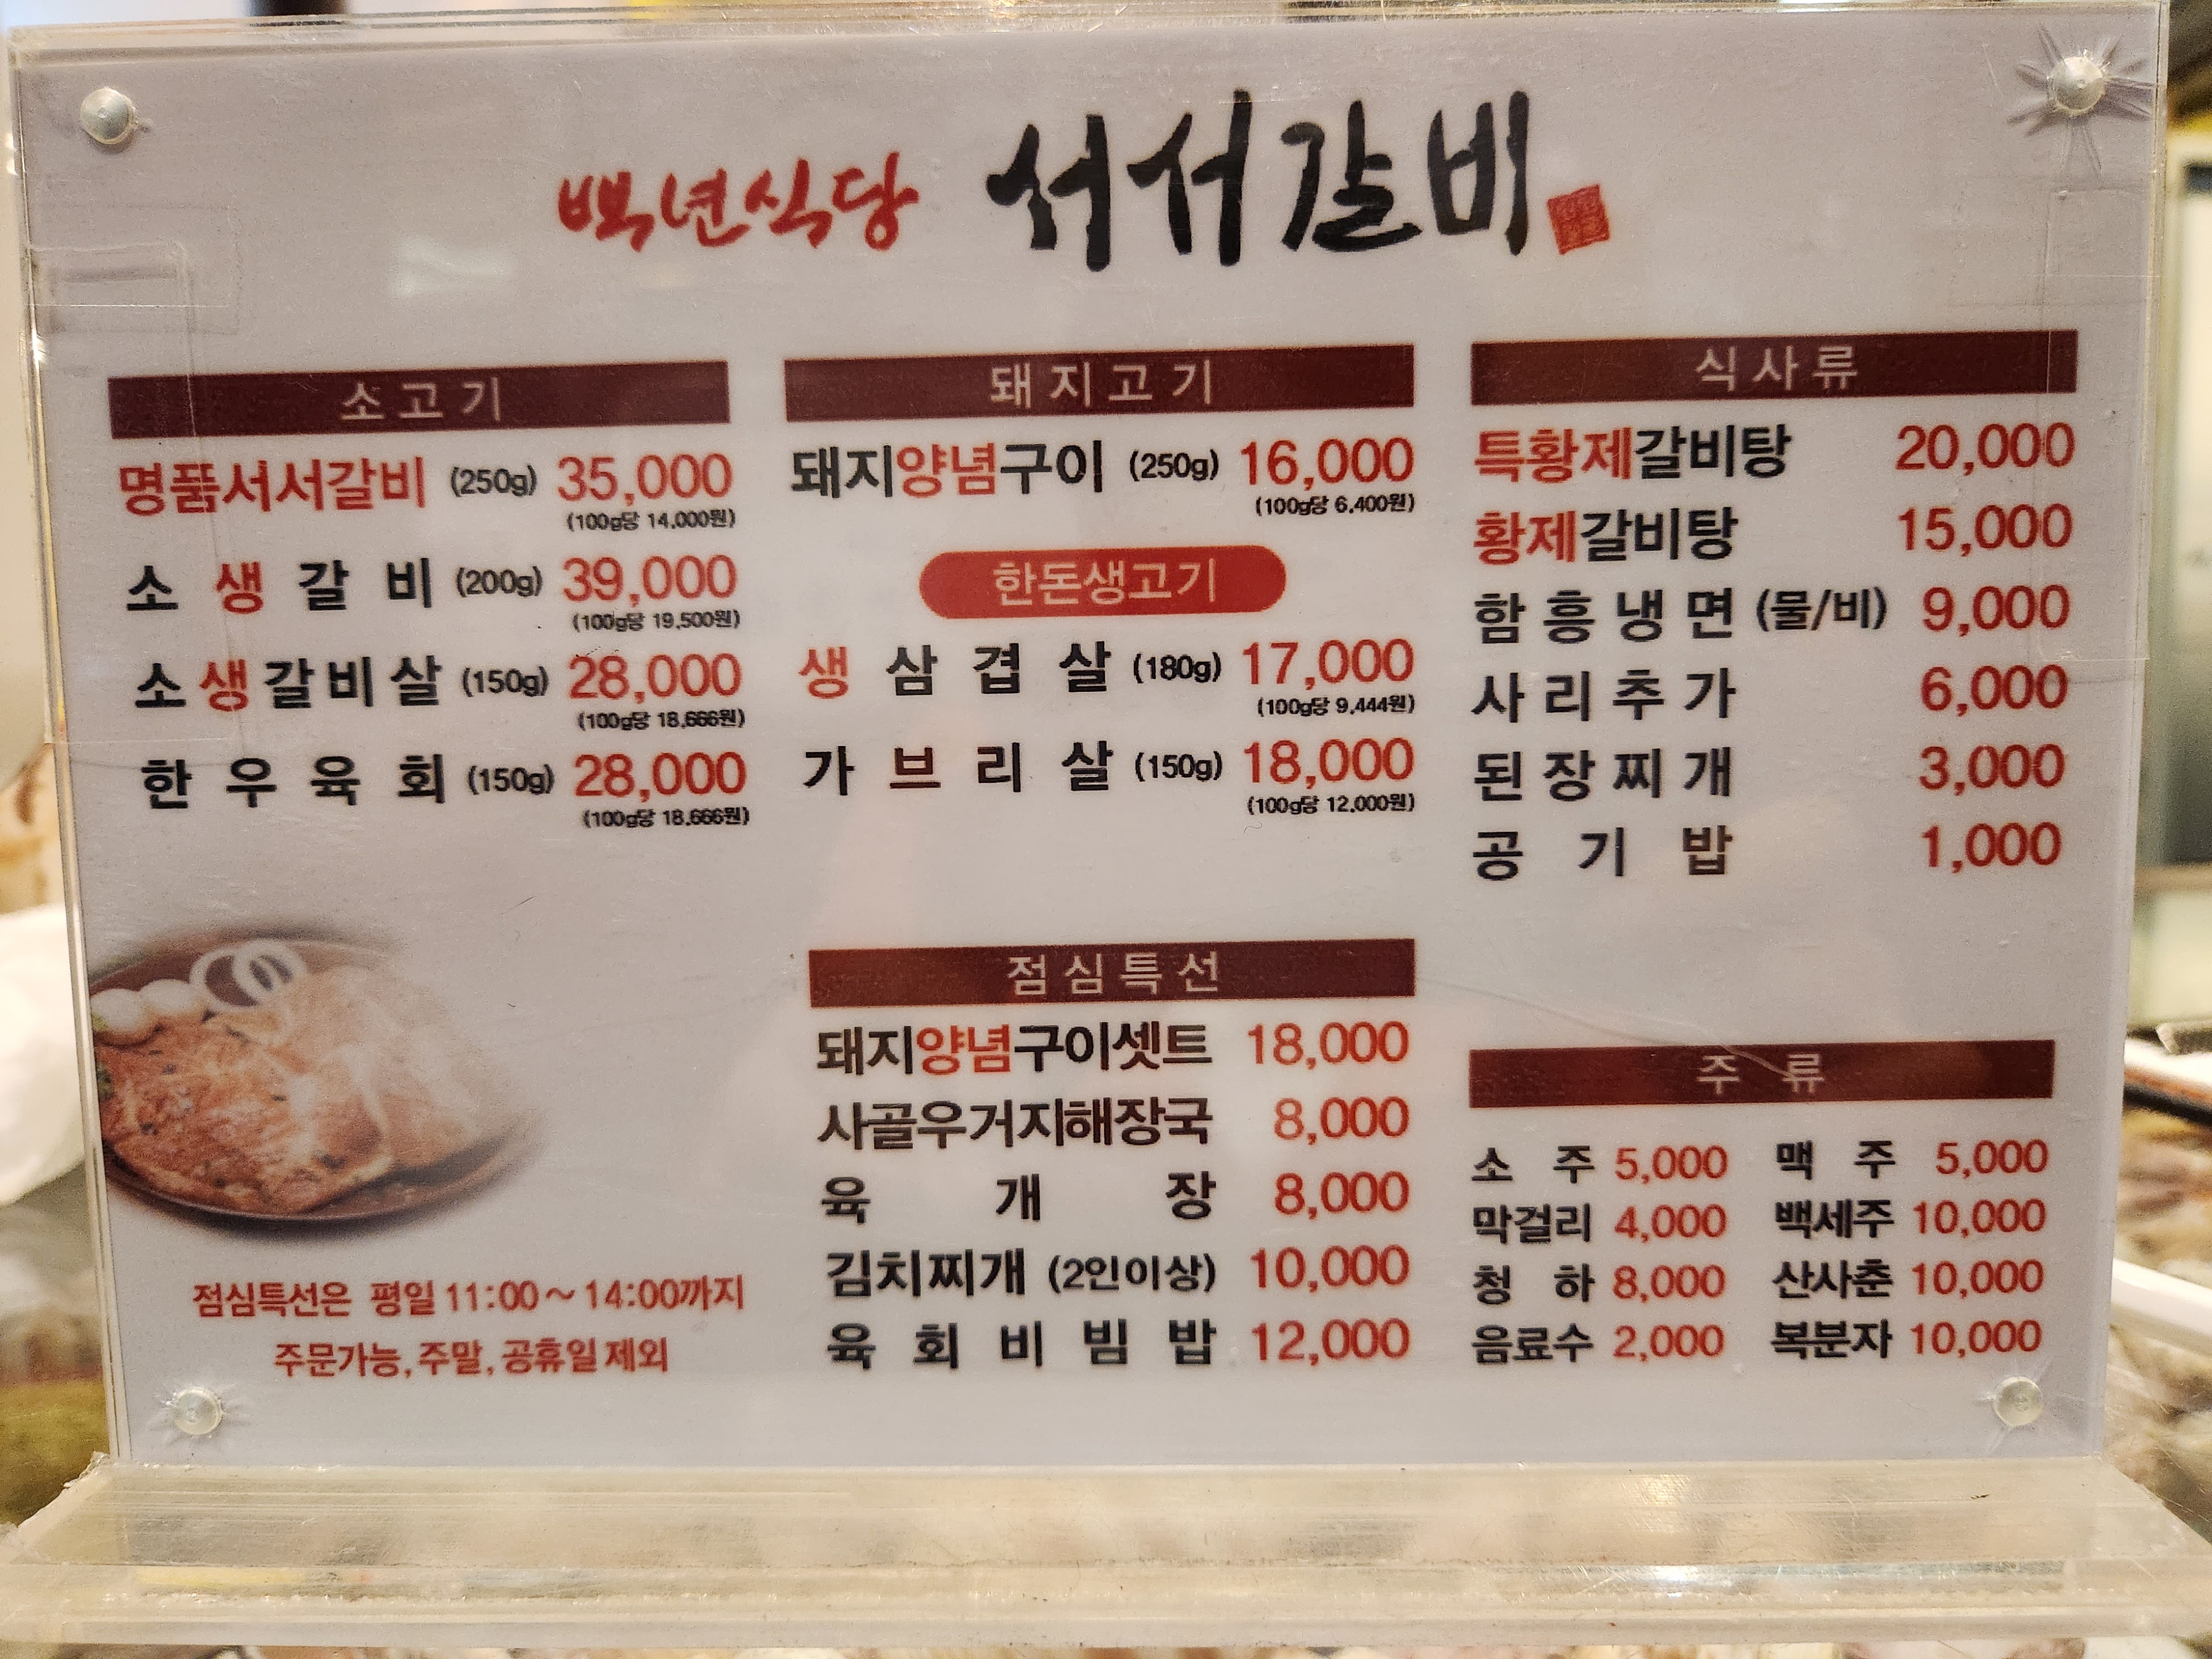 백년식당 서서갈비
소고기
명품서서갈비 (250g) 35,000
(100g당 14,000원)
소생갈비 (200g) 39,000
(100g당 19,500원)
소생갈비살 (150g) 28,000
(100g당 18,666원)
한우육회 (150g) 28,000
(100g당 18,666원)
돼지고기
돼지양념구이 (250g) 16,000
(100g당 6,400원)
한돈생고기
생삼겹살 (180g) 17,000
(100g당 9,444원)
가브리살 (150g) 18,000
(100g당 12,000원)
식사류
특황제갈비탕 20,000
황제갈비탕 15,000
함흥냉면 (물/비) 9,000
사리추가 6,000
된장찌개 3,000
공기밥 1,000
점심특선
돼지양념구이셋트 18,000
사골우거지해장국 8,000
육개장 8,000
김치찌개 (2인이상) 10,000
육회비빔밥 12,000
점심특선은 평일 11:00~14:00까지
주문가능, 주말, 공휴일 제외
주류
소주 5,000 맥주 5,000
막걸리 4,000 백세주 10,000
청하 8,000 산사춘 10,000
음료수 2,000 복분자 10,000